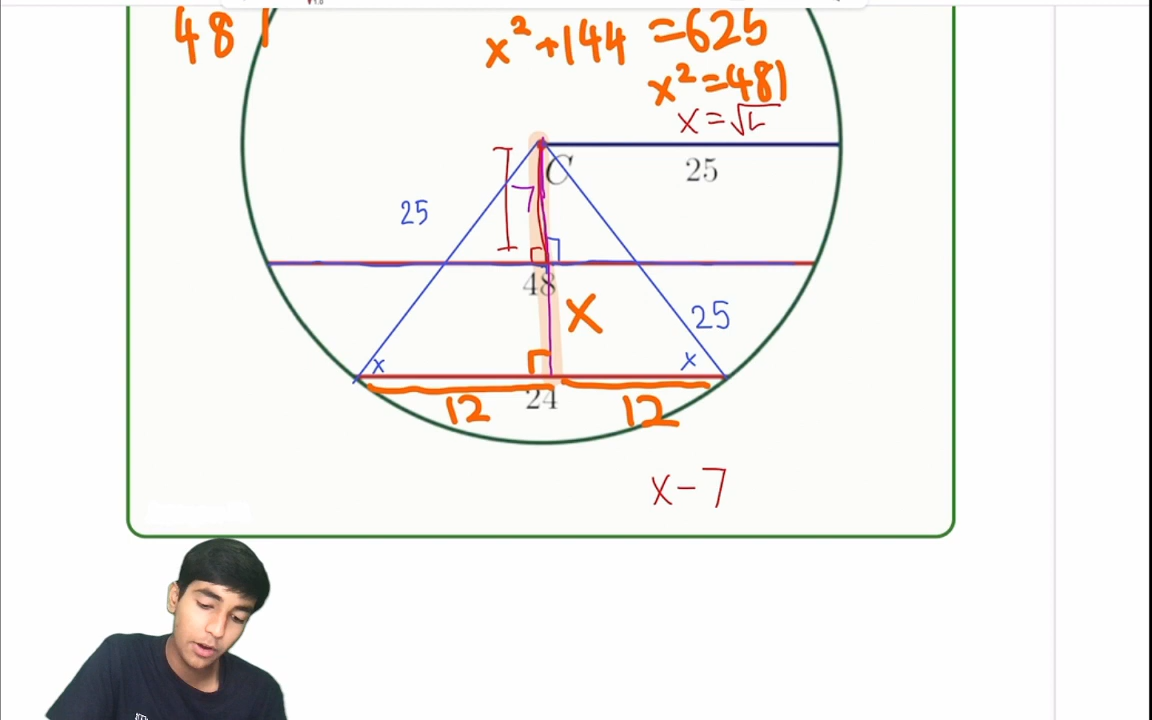 481
x² + 144 = 625
x² = 481
x = √
C
25
7
25
48
x
25
x
x
12
24
12
x - 7